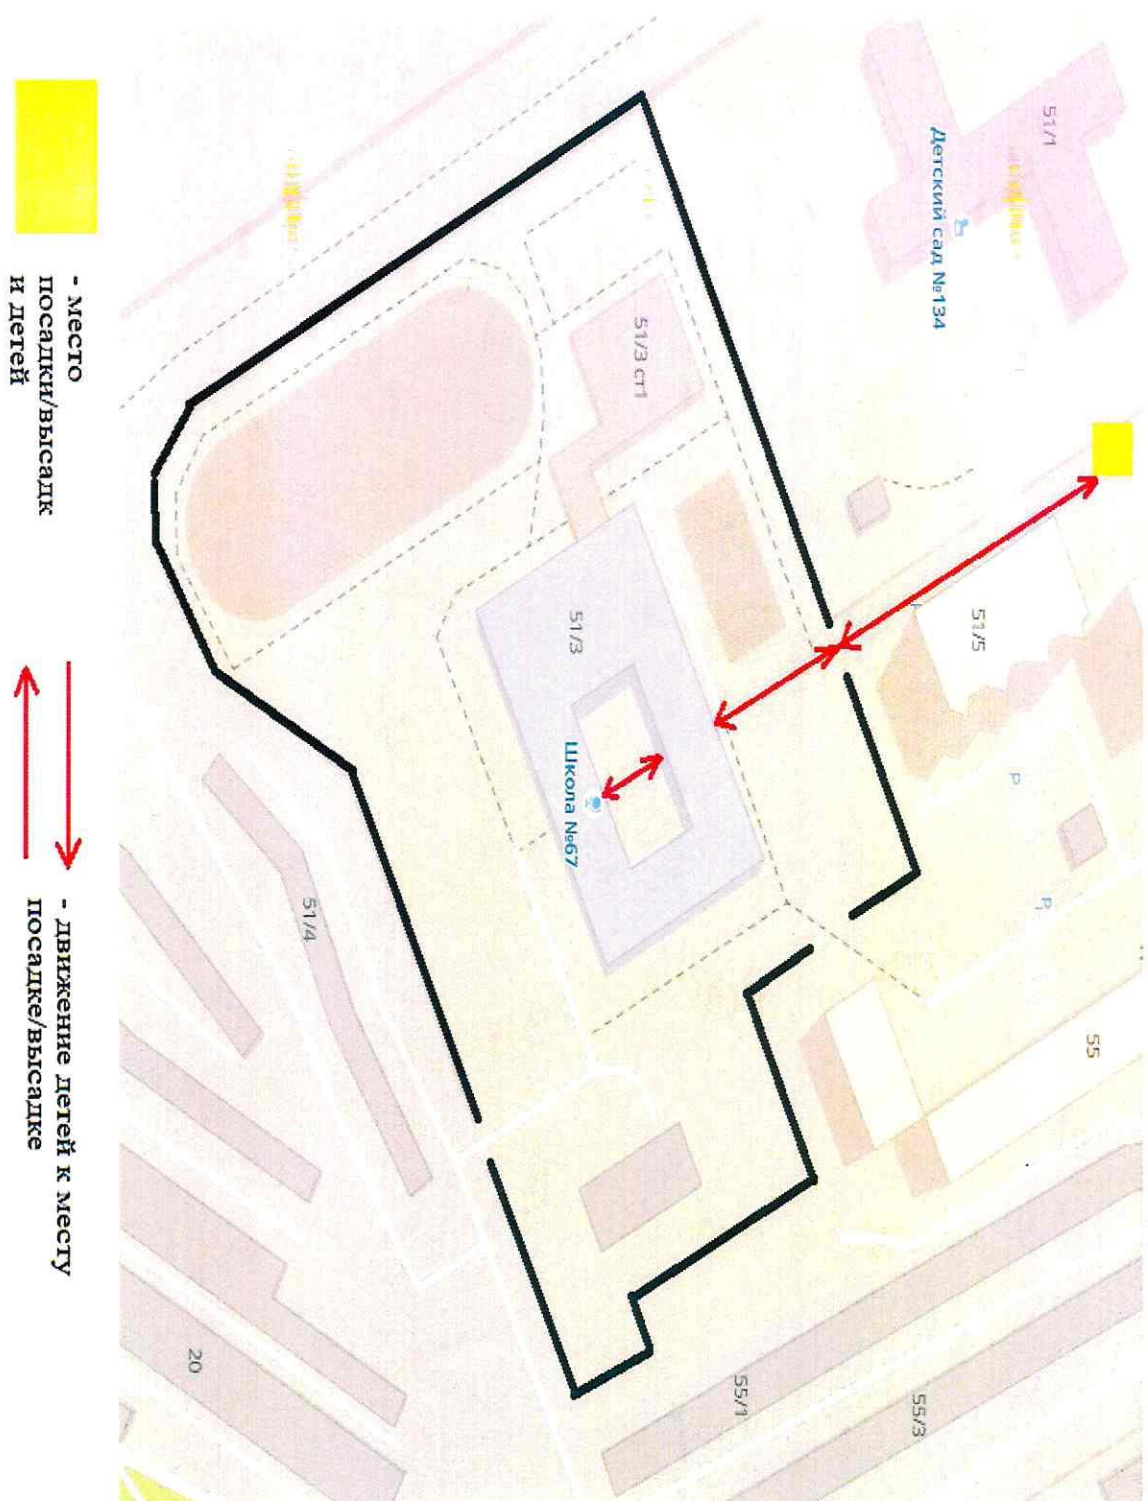 51/1
Детский сад №134
51/3 ст1
51/5
Р
Р
51/3
Школа №67
55
51/4
55/1
55/3
20
- место
посадки/высадк
и детей
- движение детей к месту
посадке/высадке